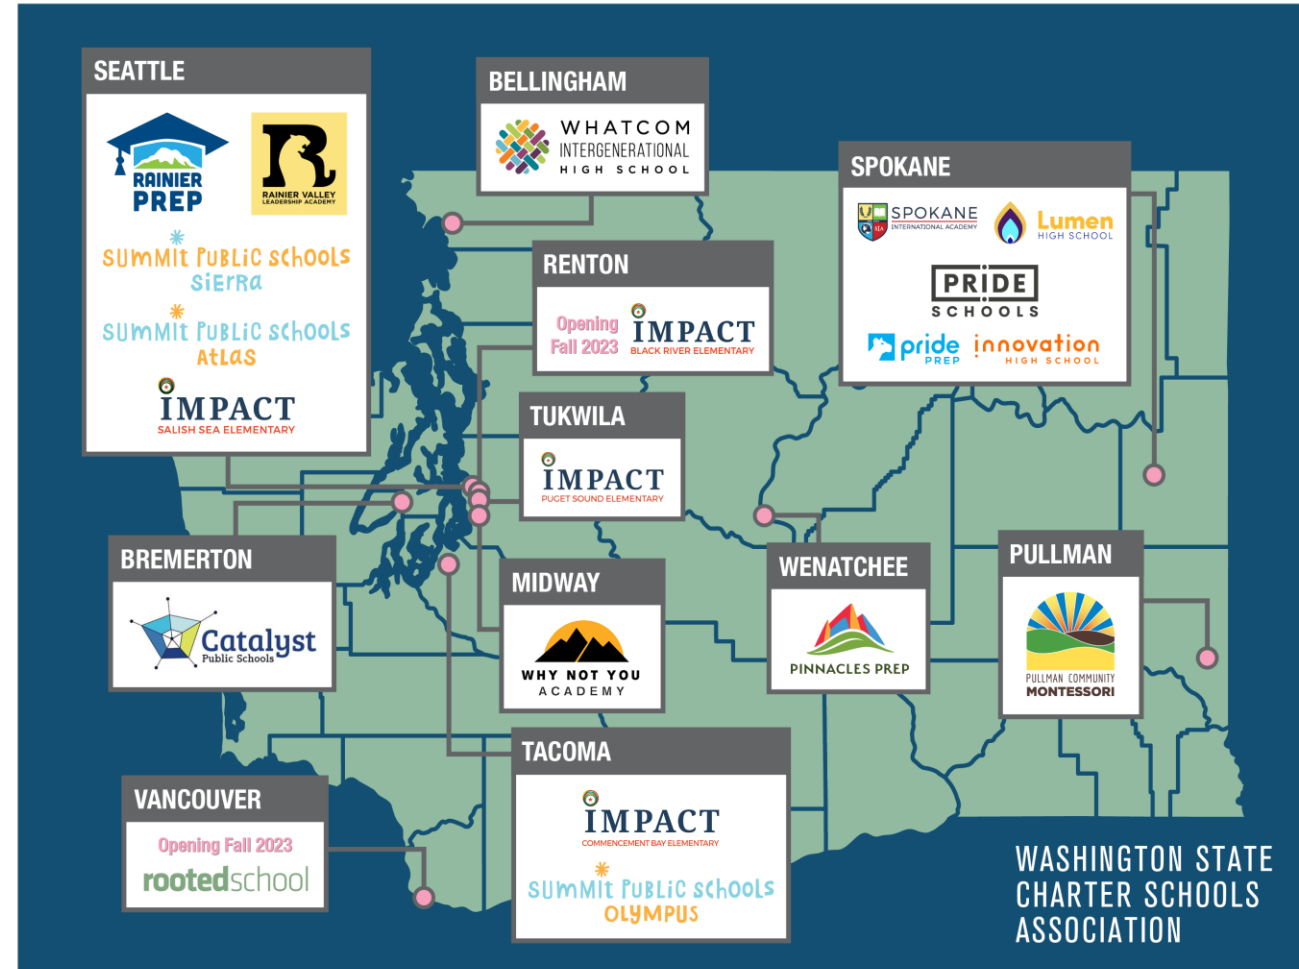 SEATTLE
RAINIER
PREP
R
RAINIER VALLEY
LEADERSHIP ACADEMY
SUMMIT PUBLIC SCHOOLS
SIERRA
SUMMIT PUBLIC SCHOOLS
ATLAS
IMPACT
SALISH SEA ELEMENTARY
BELLINGHAM
WHATCOM
INTERGENERATIONAL
HIGH SCHOOL
SPOKANE
SPOKANE
INTERNATIONAL ACADEMY
Lumen
HIGH SCHOOL
PRIDE
SCHOOLS
pride
PREP
innovation
HIGH SCHOOL
RENTON
Opening
Fall 2023
IMPACT
BLACK RIVER ELEMENTARY
TUKWILA
IMPACT
PUGET SOUND ELEMENTARY
BREMERTON
Catalyst
Public Schools
MIDWAY
WHY NOT YOU
ACADEMY
WENATCHEE
PINNACLES PREP
PULLMAN
PULLMAN COMMUNITY
MONTESSORI
TACOMA
IMPACT
COMMENCEMENT BAY ELEMENTARY
SUMMIT PUBLIC SCHOOLS
OLYMPUS
VANCOUVER
Opening Fall 2023
rootedschool
WASHINGTON STATE
CHARTER SCHOOLS
ASSOCIATION